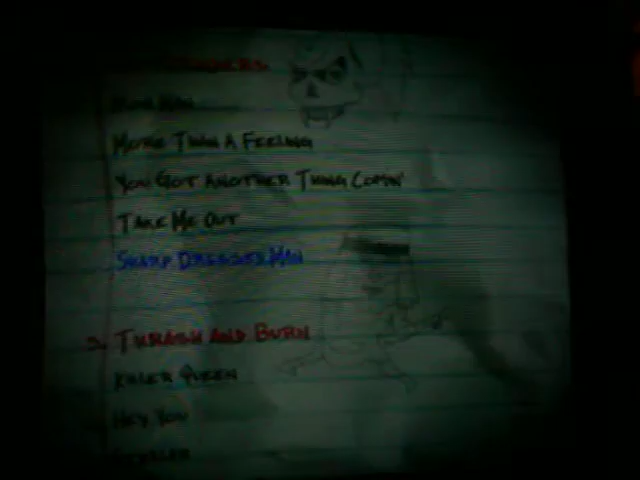 More Than A Feeling
You Got Another Thing Comin'
Take Me Out
Sharp Dressed Man
Thrash and Burn
Killer Queen
Hey You